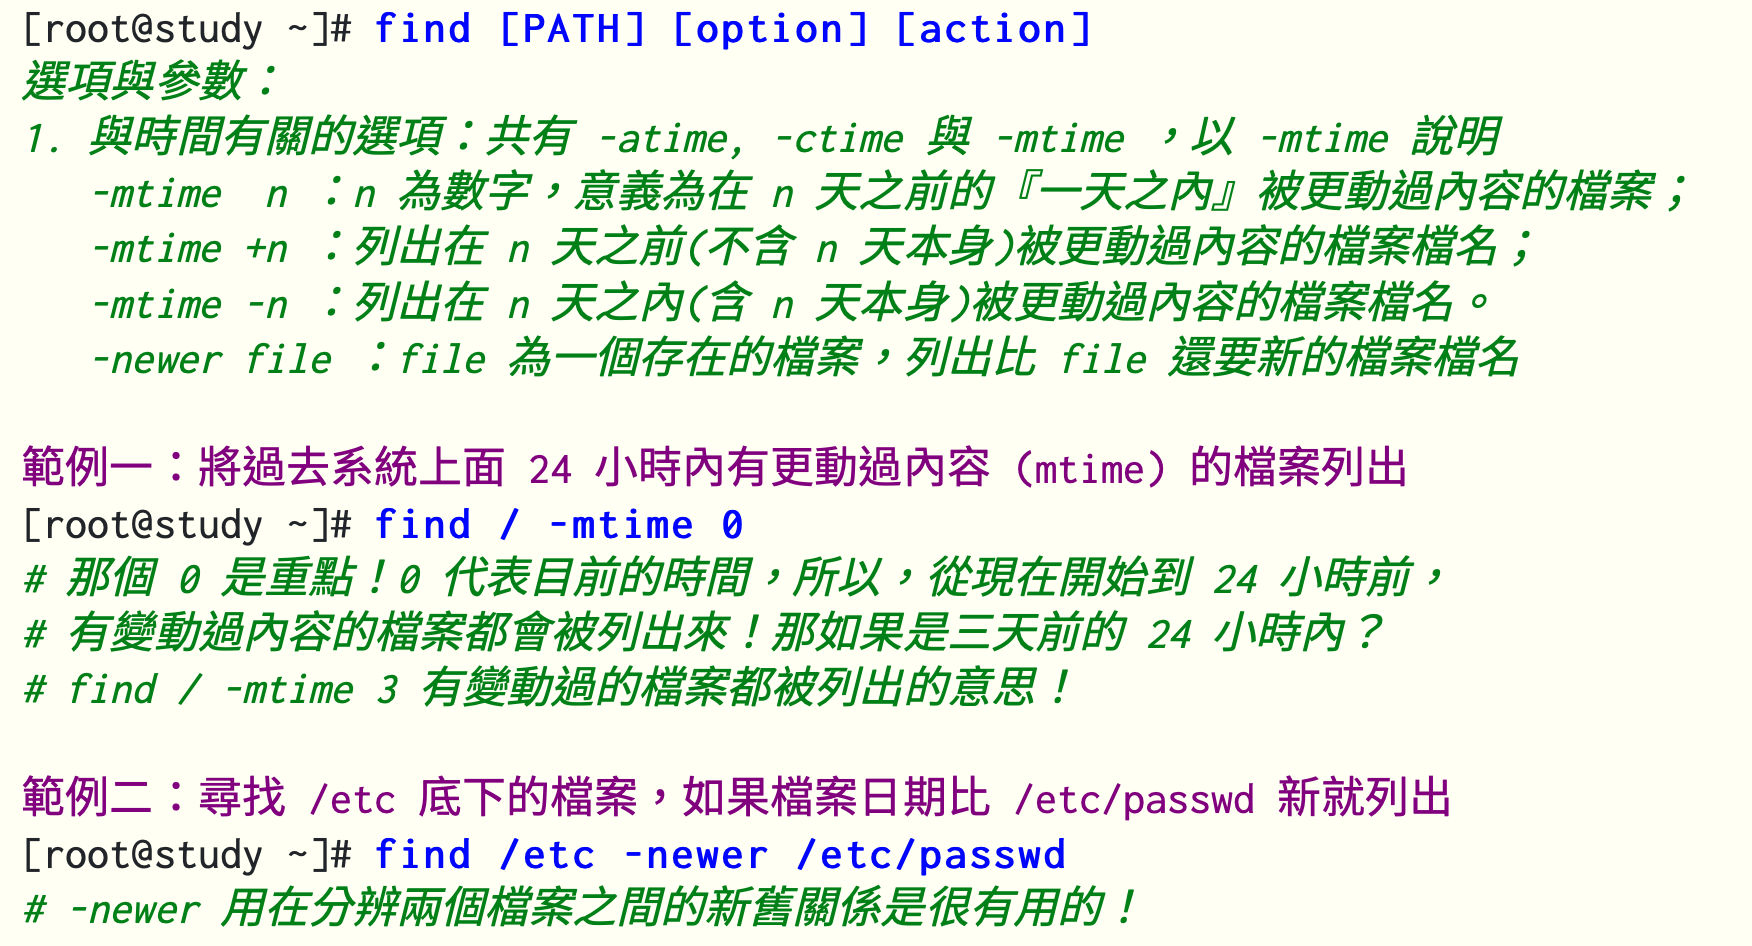 [root@study ~]# find [PATH] [option] [action]
選項與參數：
1. 與時間有關的選項：共有 -atime, -ctime 與 -mtime ，以 -mtime 說明
   -mtime  n ：n 為數字，意義為在 n 天之前的『一天之內』被更動過內容的檔案；
   -mtime +n ：列出在 n 天之前(不含 n 天本身)被更動過內容的檔案檔名；
   -mtime -n ：列出在 n 天之內(含 n 天本身)被更動過內容的檔案檔名。
   -newer file ：file 為一個存在的檔案，列出比 file 還要新的檔案檔名

範例一：將過去系統上面 24 小時內有更動過內容 (mtime) 的檔案列出
[root@study ~]# find / -mtime 0
# 那個 0 是重點！0 代表目前的時間，所以，從現在開始到 24 小時前，
# 有變動過內容的檔案都會被列出來！那如果是三天前的 24 小時內？
# find / -mtime 3 有變動過的檔案都被列出的意思！

範例二：尋找 /etc 底下的檔案，如果檔案日期比 /etc/passwd 新就列出
[root@study ~]# find /etc -newer /etc/passwd
# -newer 用在分辨兩個檔案之間的新舊關係是很有用的！